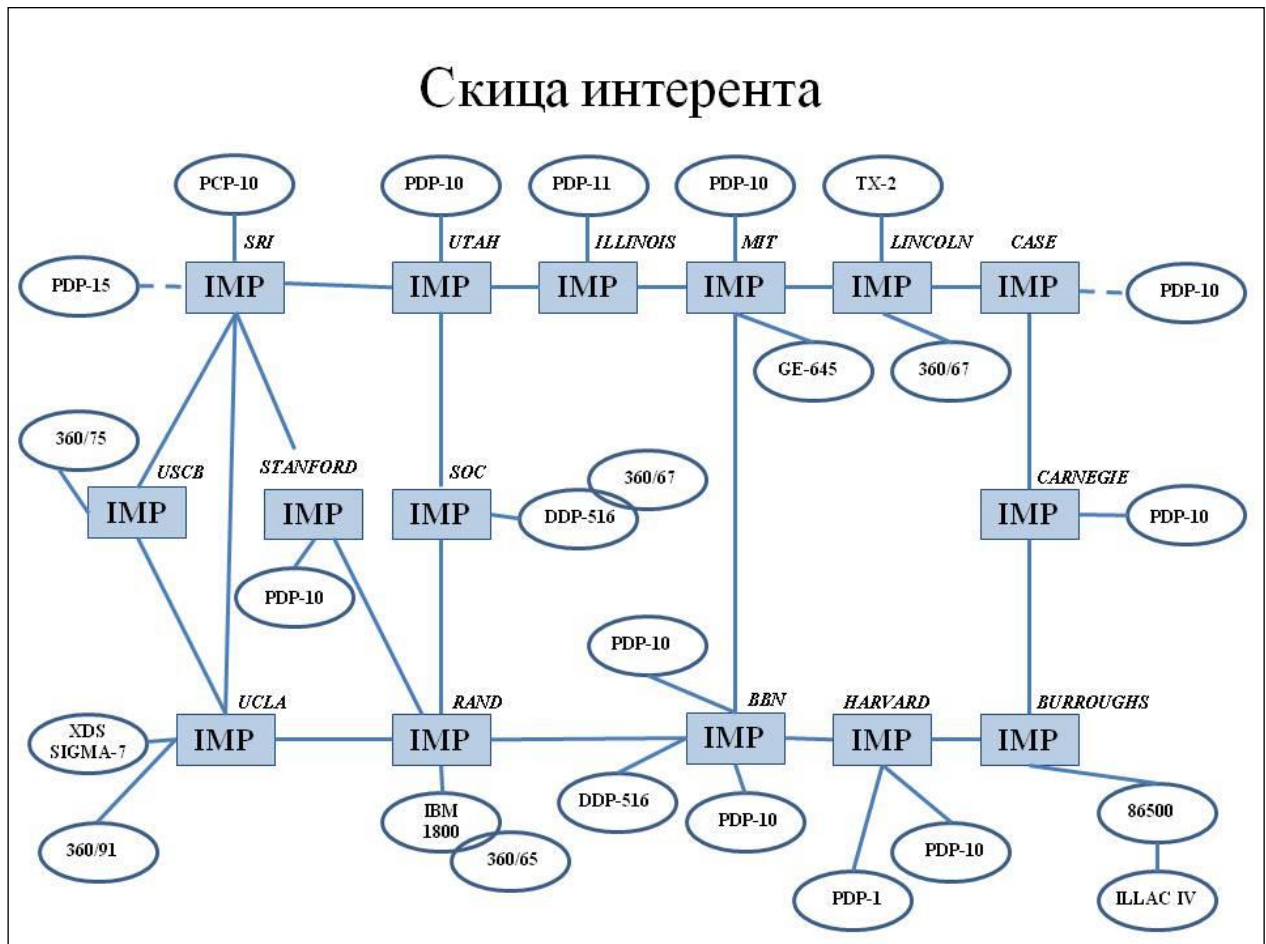 Скица интерента
PCP-10
PDP-10
PDP-11
PDP-10
TX-2
SRI
UTAH
ILLINOIS
MIT
LINCOLN
CASE
PDP-15
IMP
IMP
IMP
IMP
IMP
IMP
PDP-10
GE-645
360/67
360/75
USCB
STANFORD
SOC
360/67
CARNEGIE
IMP
IMP
IMP
DDP-516
IMP
PDP-10
PDP-10
PDP-10
UCLA
RAND
BBN
HARVARD
BURROUGHS
XDS
SIGMA-7
IMP
IMP
IMP
IMP
IMP
DDP-516
IBM
1800
PDP-10
86500
360/91
360/65
PDP-10
PDP-1
ILLAC IV